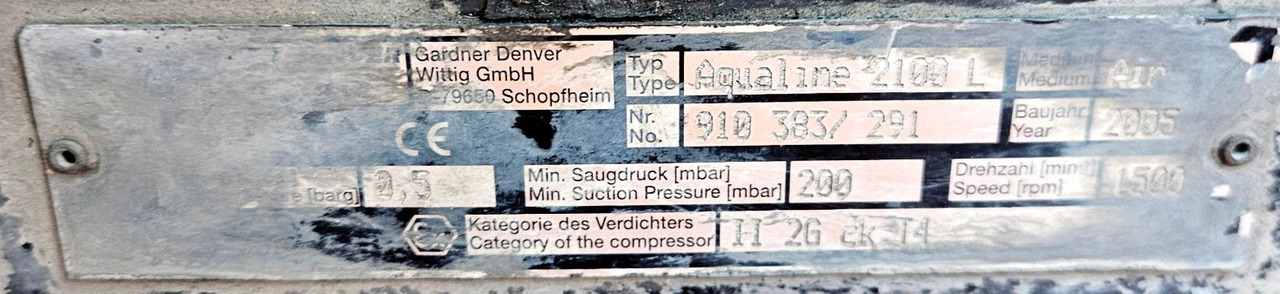 Gardner Denver
Wittig GmbH
-79650 Schopfheim
Typ
Type
Aqualine 2100 L
Medium
Medium
Air
CE
Nr.
No.
910 383/ 291
Baujahr
Year
2005
[barg] 0,5
Min. Saugdruck [mbar]
Min. Suction Pressure [mbar]
200
Drehzahl [min
Speed [rpm]
1500
Ex
Kategorie des Verdichters
Category of the compressor
II 2G ck T4